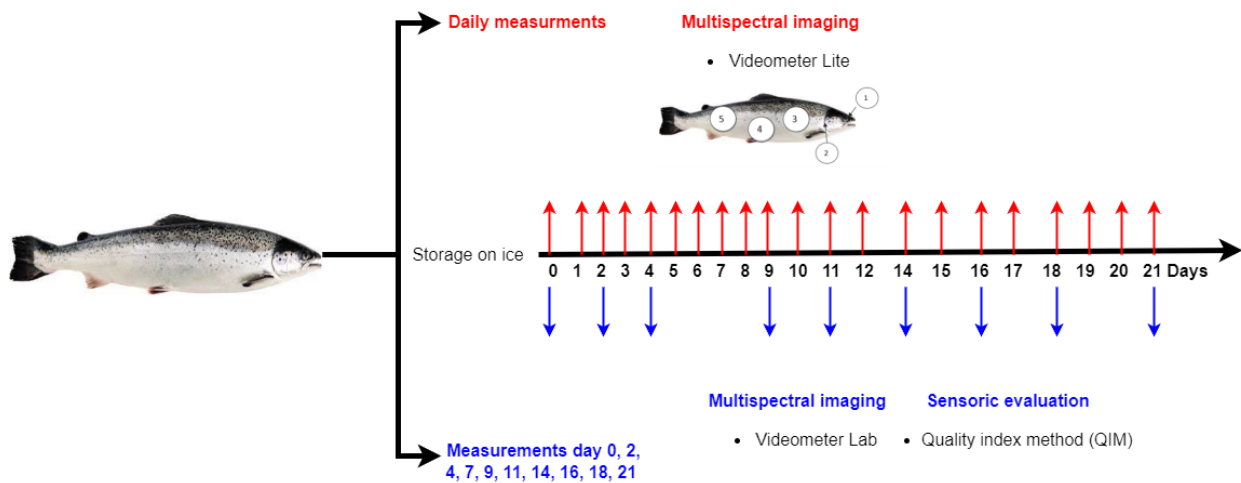 Daily measurments
Multispectral imaging
• Videometer Lite
1
5
4
3
2
Storage on ice
0 1 2 3 4 5 6 7 8 9 10 11 12 14 15 16 17 18 19 20 21 Days
Multispectral imaging
Sensoric evaluation
• Videometer Lab
• Quality index method (QIM)
Measurements day 0, 2,
4, 7, 9, 11, 14, 16, 18, 21